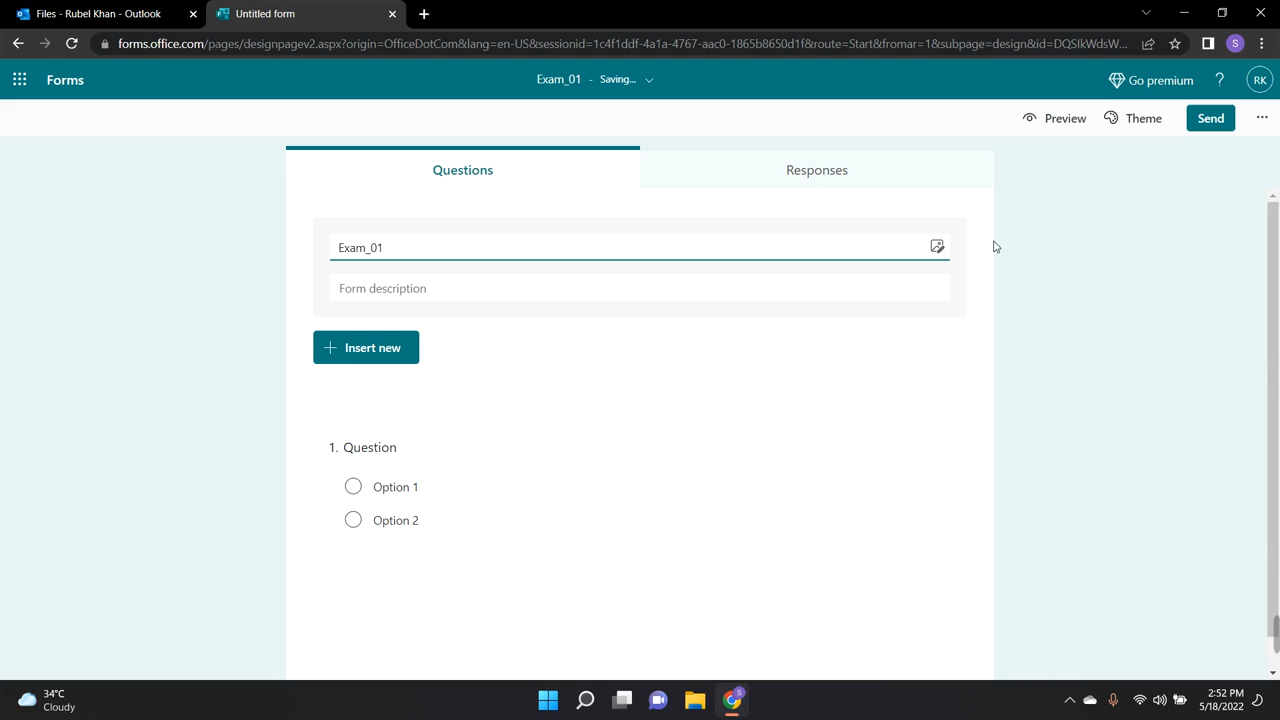 Files - Rubel Khan - Outlook
Untitled form
forms.office.com/pages/designpagev2.aspx?origin=OfficeDotCom&lang=en-US&sessionid=1c4f1ddf-4a1a-4767-aac0-1865b8650d1f&route=Start&fromar=1&subpage=design&id=DQSIkWdsW...
S
Forms
Exam_01 - Saving...
Go premium
?
RK
Preview
Theme
Send
Questions
Responses
Exam_01
Form description
Insert new
1. Question
Option 1
Option 2
34°C
Cloudy
S
2:52 PM
5/18/2022